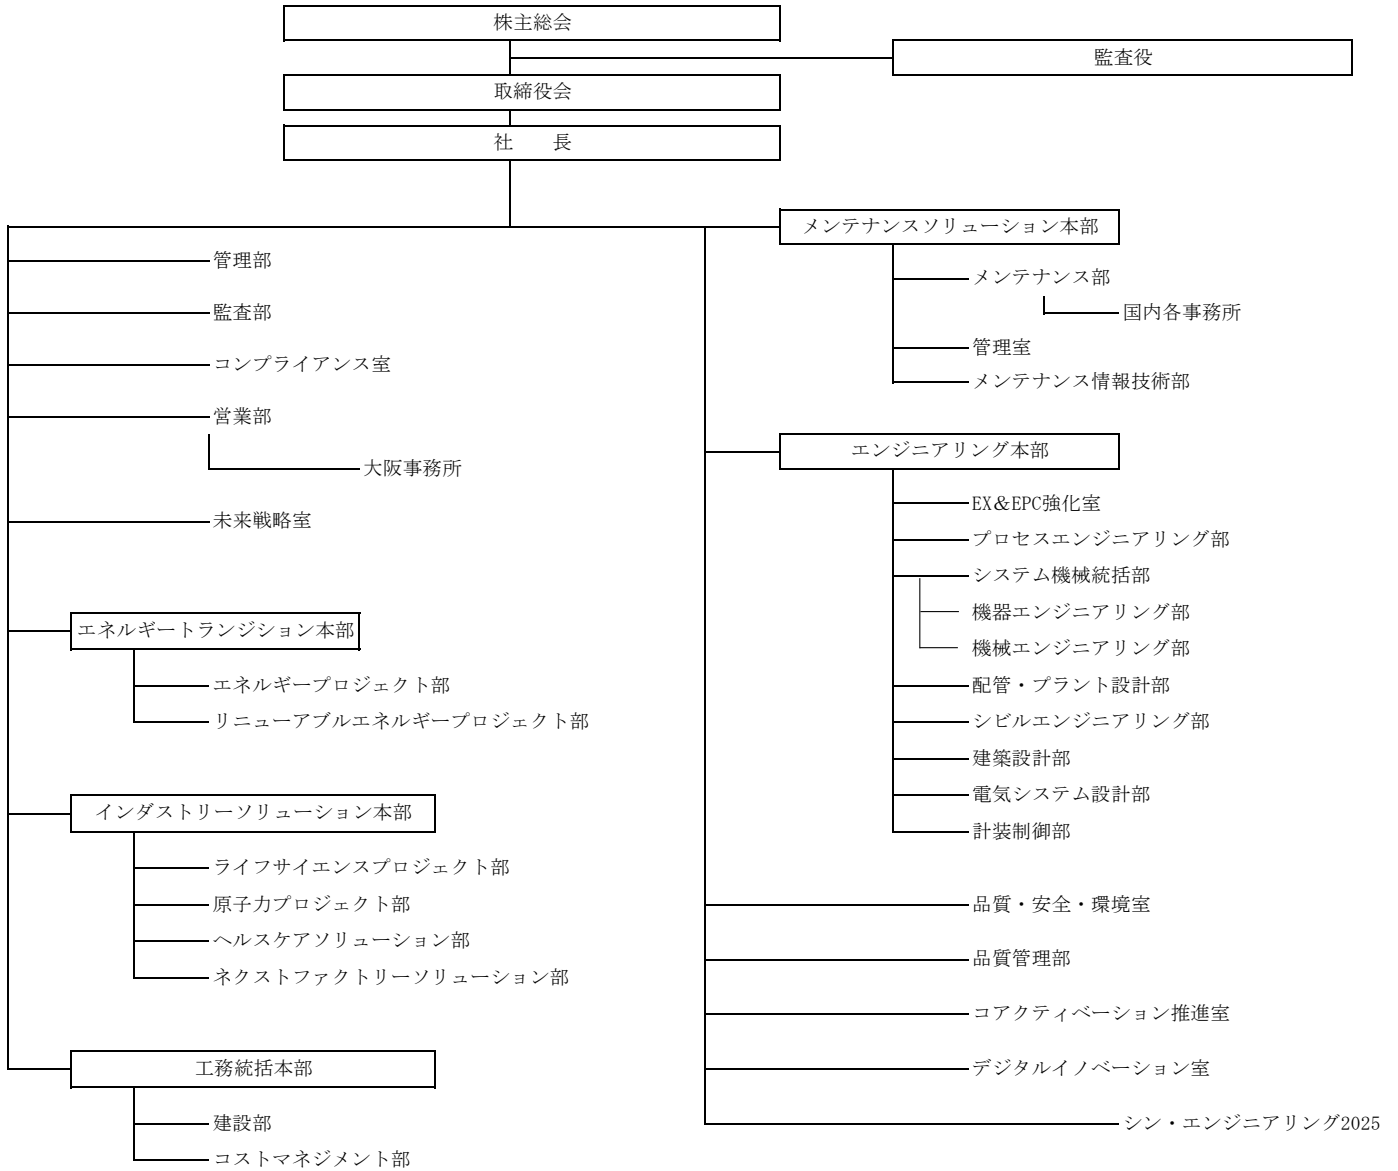 株主総会
監査役
取締役会
社　　長
管理部
監査部
コンプライアンス室
営業部
大阪事務所
未来戦略室
エネルギートランジション本部
エネルギープロジェクト部
リニューアブルエネルギープロジェクト部
インダストリーソリューション本部
ライフサイエンスプロジェクト部
原子力プロジェクト部
ヘルスケアソリューション部
ネクストファクトリーソリューション部
工務統括本部
建設部
コストマネジメント部
メンテナンスソリューション本部
メンテナンス部
国内各事務所
管理室
メンテナンス情報技術部
エンジニアリング本部
EX＆EPC強化室
プロセスエンジニアリング部
システム機械統括部
機器エンジニアリング部
機械エンジニアリング部
配管・プラント設計部
シビルエンジニアリング部
建築設計部
電気システム設計部
計装制御部
品質・安全・環境室
品質管理部
コアクティベーション推進室
デジタルイノベーション室
シン・エンジニアリング2025